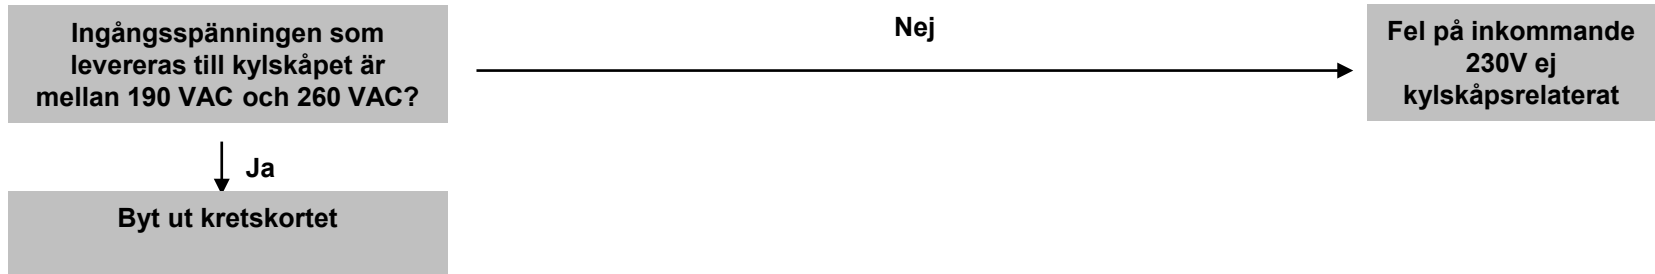 Ingångsspänningen som
levereras till kylskåpet är
mellan 190 VAC och 260 VAC?
Nej
Fel på inkommande
230V ej
kylskåpsrelaterat
Ja
Byt ut kretskortet